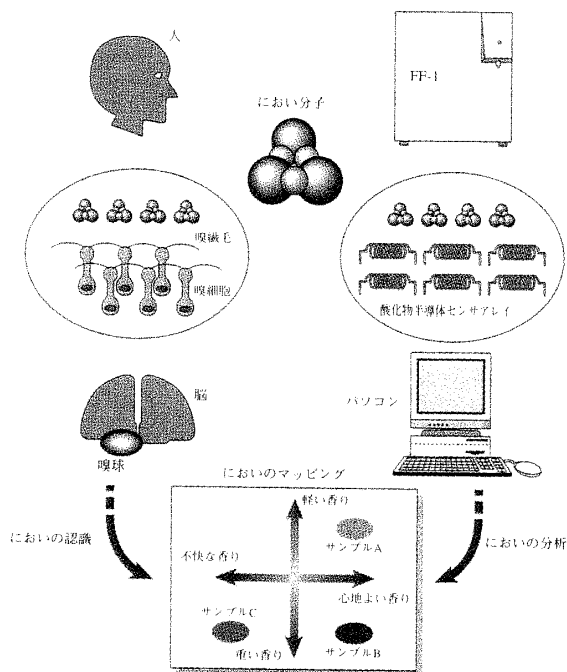 人
FF-1
におい分子
嗅繊毛
嗅細胞
酸化物半導体センサアレイ
脳
嗅球
パソコン
においのマッピング
軽い香り
サンプルA
不快な香り
心地よい香り
サンプルC
重い香り
サンプルB
においの認識
においの分析